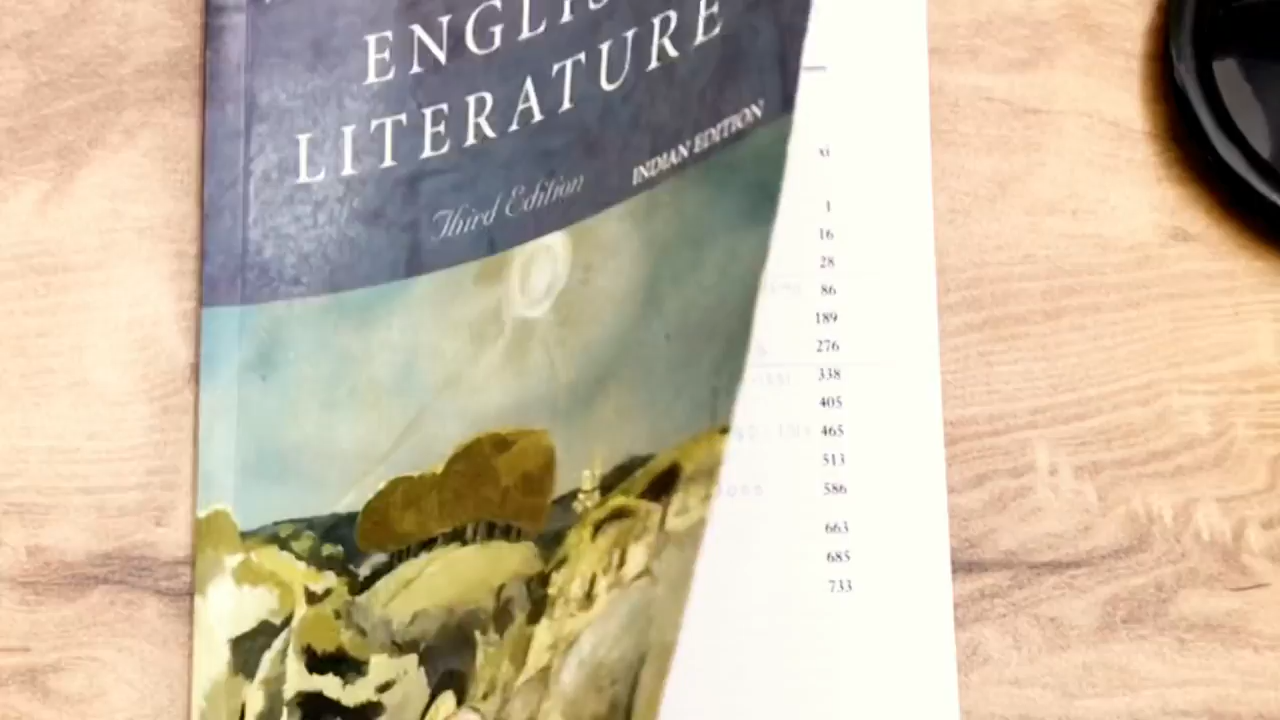 ENGLIS
LITERATURE
Third Edition
INDIAN EDITION
xi
1
16
28
86
189
276
338
405
465
513
586
663
685
733